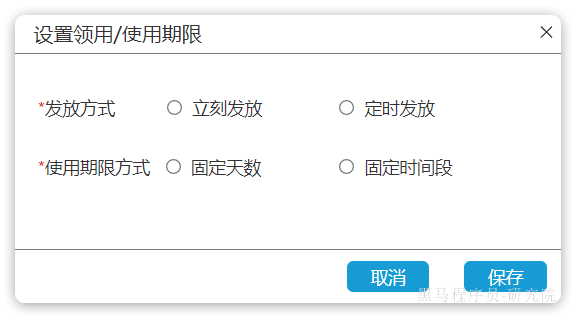 设置领用/使用期限
*发放方式 立刻发放 定时发放
*使用期限方式 固定天数 固定时间段
取消 保存
黑马程序员-研究院